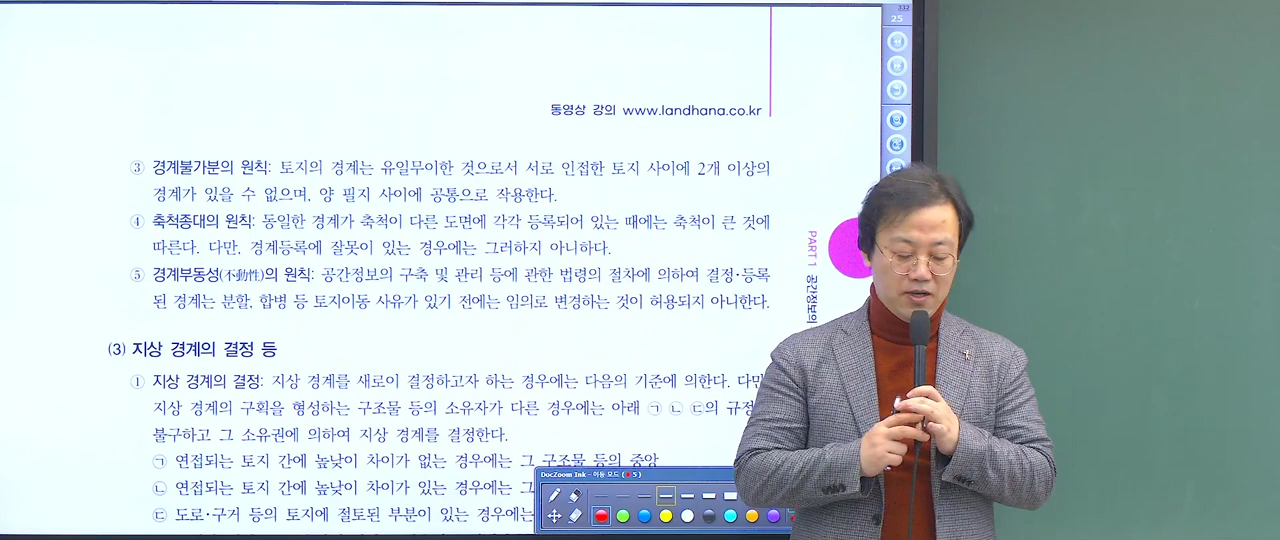 332
25
동영상 강의 www.landhana.co.kr
③ 경계불가분의 원칙: 토지의 경계는 유일무이한 것으로서 서로 인접한 토지 사이에 2개 이상의
경계가 있을 수 없으며, 양 필지 사이에 공통으로 작용한다.
④ 축척종대의 원칙: 동일한 경계가 축척이 다른 도면에 각각 등록되어 있는 때에는 축척이 큰 것에
따른다. 다만, 경계등록에 잘못이 있는 경우에는 그러하지 아니하다.
⑤ 경계부동성(不動性)의 원칙: 공간정보의 구축 및 관리 등에 관한 법령의 절차에 의하여 결정·등록
된 경계는 분할, 합병 등 토지이동 사유가 있기 전에는 임의로 변경하는 것이 허용되지 아니한다.
PART 1 공간정보의
(3) 지상 경계의 결정 등
① 지상 경계의 결정: 지상 경계를 새로이 결정하고자 하는 경우에는 다음의 기준에 의한다. 다만
지상 경계의 구획을 형성하는 구조물 등의 소유자가 다른 경우에는 아래 ㉠ ㉡ ㉢의 규정
불구하고 그 소유권에 의하여 지상 경계를 결정한다.
㉠ 연접되는 토지 간에 높낮이 차이가 없는 경우에는 그 구조물 등의 중앙
㉡ 연접되는 토지 간에 높낮이 차이가 있는 경우에는 그
㉢ 도로·구거 등의 토지에 절토된 부분이 있는 경우에는
DocZoom Ink - 이동 모드 ( 5 )